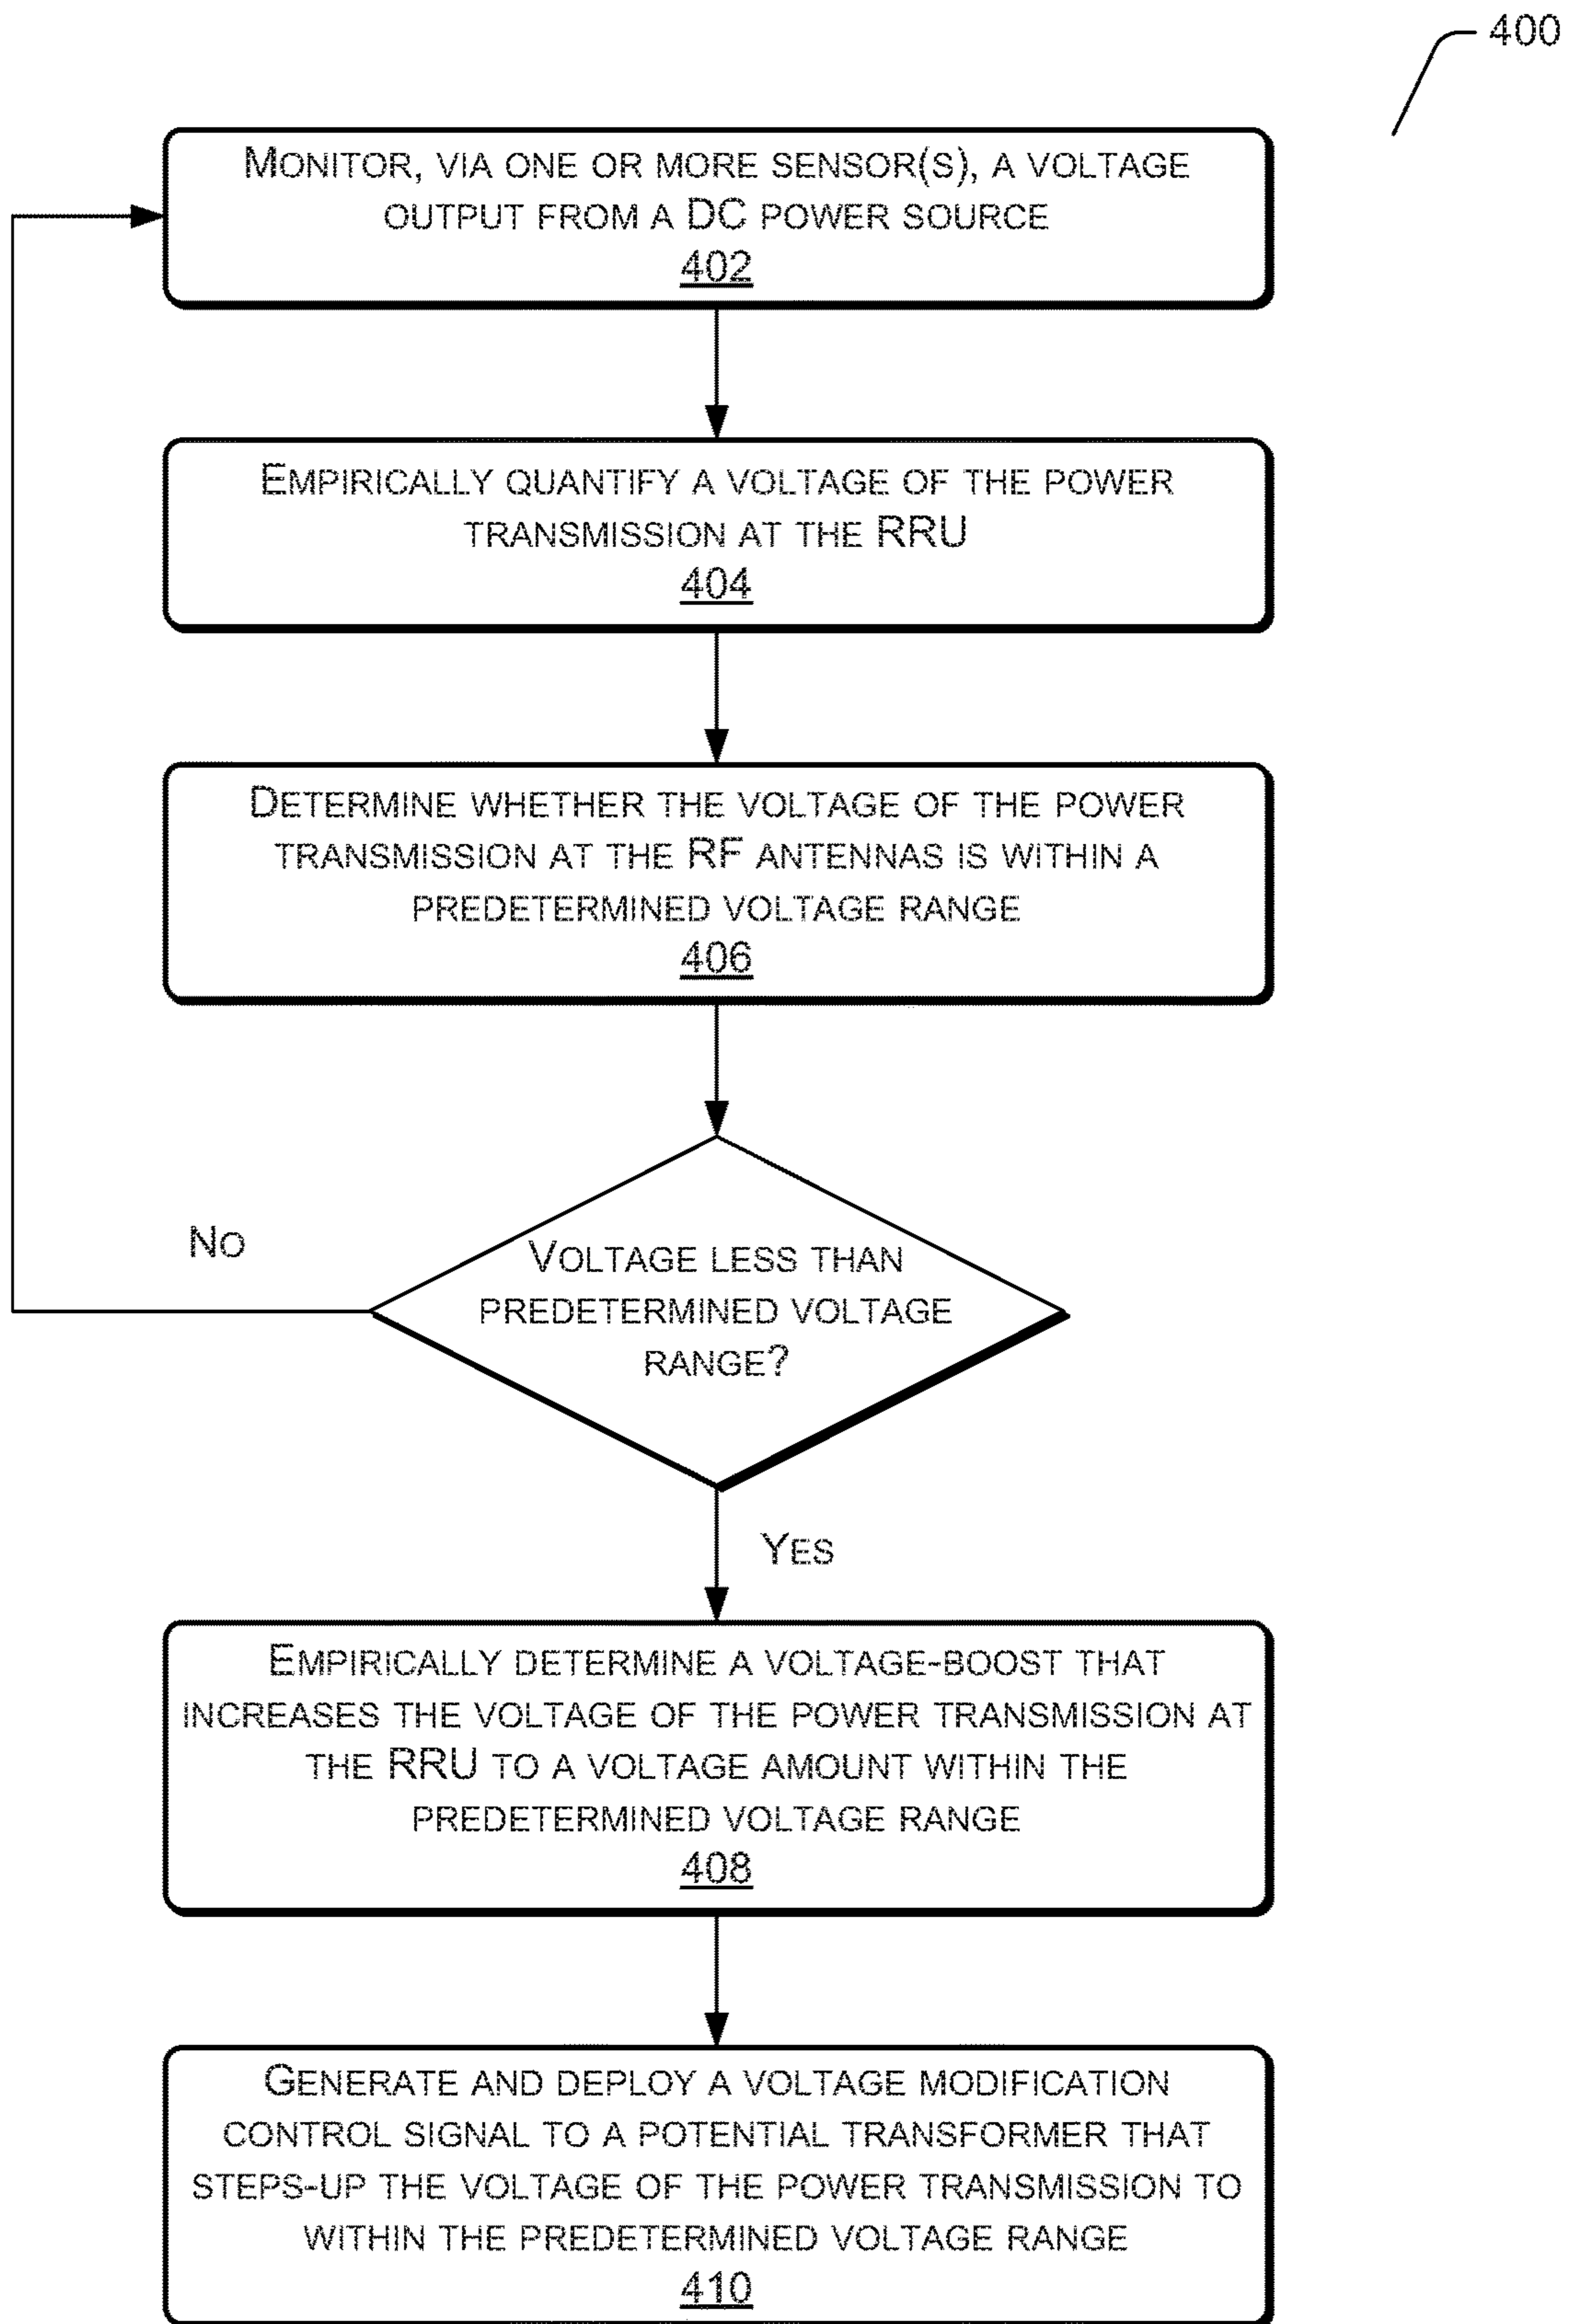 400
MONITOR, VIA ONE OR MORE SENSOR(S), A VOLTAGE
OUTPUT FROM A DC POWER SOURCE
402
EMPIRICALLY QUANTIFY A VOLTAGE OF THE POWER
TRANSMISSION AT THE RRU
404
DETERMINE WHETHER THE VOLTAGE OF THE POWER
TRANSMISSION AT THE RF ANTENNAS IS WITHIN A
PREDETERMINED VOLTAGE RANGE
406
NO
VOLTAGE LESS THAN
PREDETERMINED VOLTAGE
RANGE?
YES
EMPIRICALLY DETERMINE A VOLTAGE-BOOST THAT
INCREASES THE VOLTAGE OF THE POWER TRANSMISSION AT
THE RRU TO A VOLTAGE AMOUNT WITHIN THE
PREDETERMINED VOLTAGE RANGE
408
GENERATE AND DEPLOY A VOLTAGE MODIFICATION
CONTROL SIGNAL TO A POTENTIAL TRANSFORMER THAT
STEPS-UP THE VOLTAGE OF THE POWER TRANSMISSION TO
WITHIN THE PREDETERMINED VOLTAGE RANGE
410